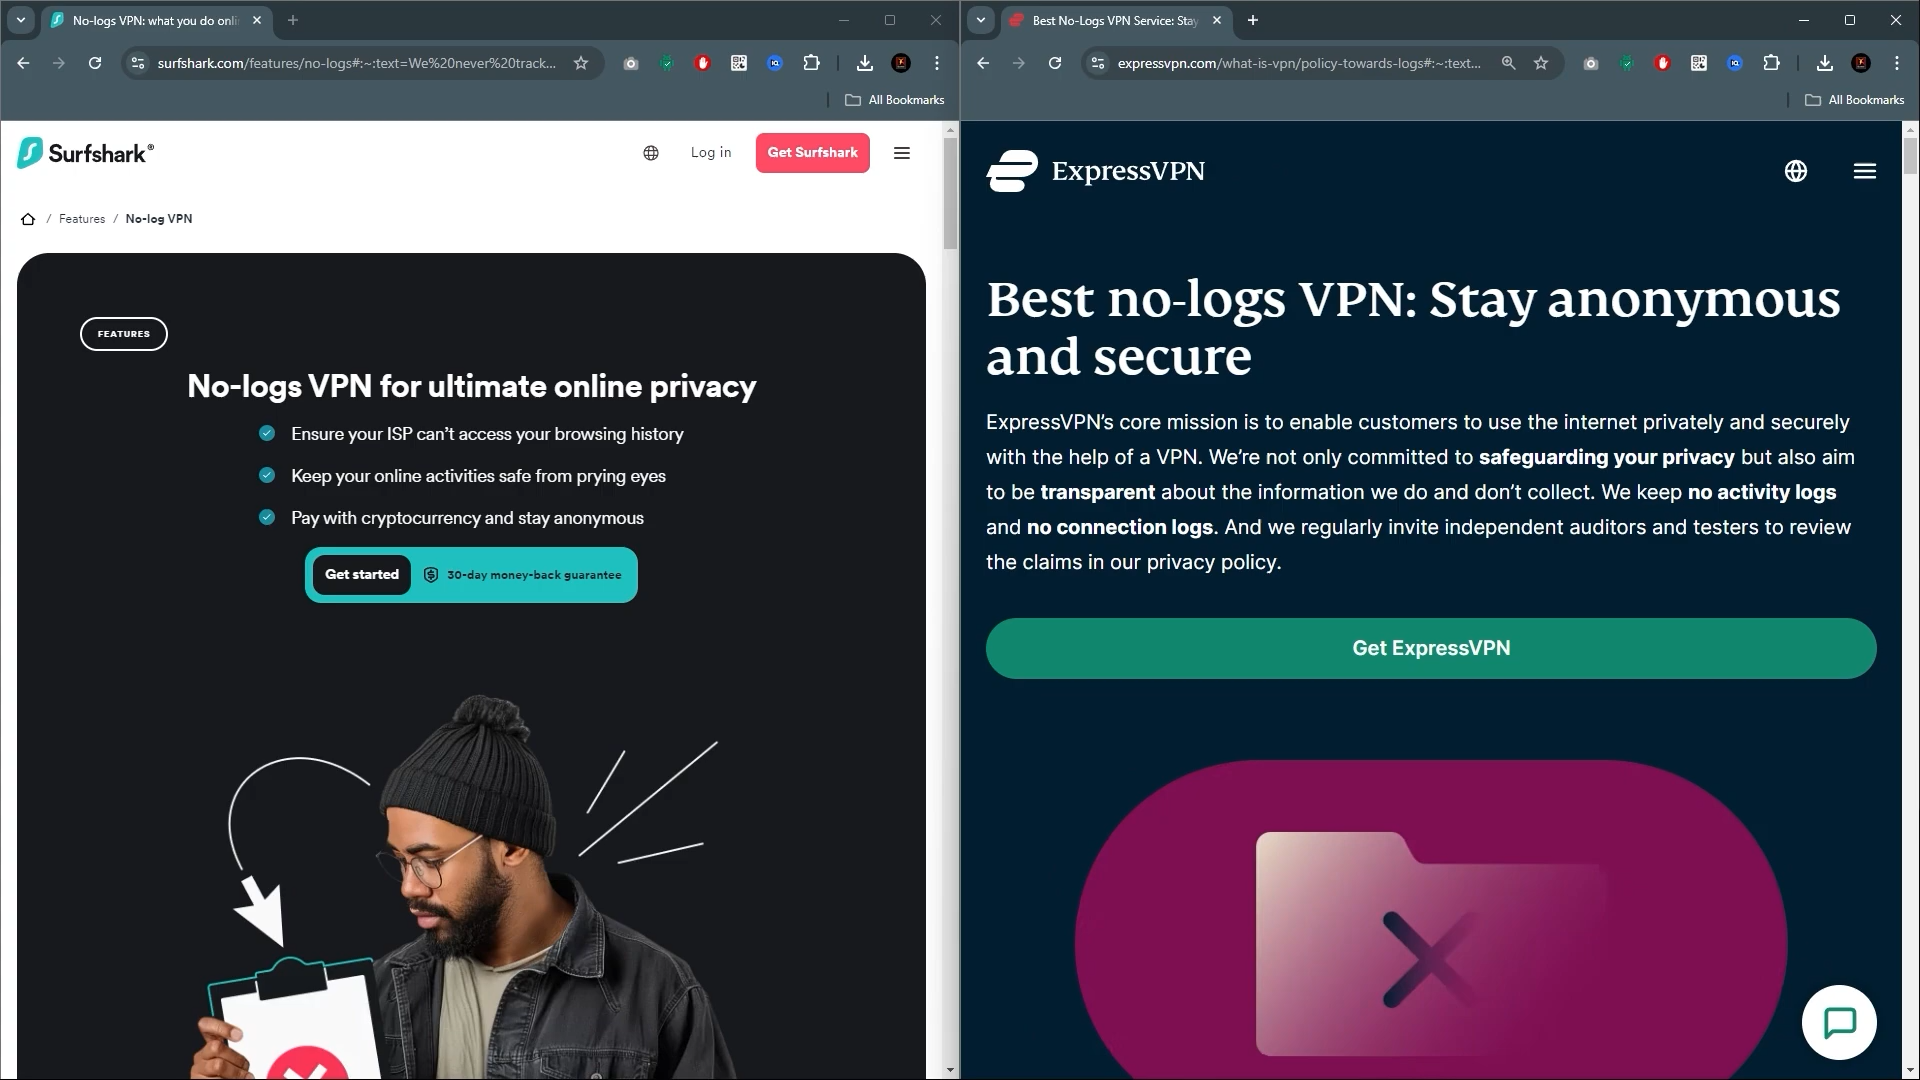 No-logs VPN: what you do onli
surfshark.com/features/no-logs#:~:text=We%20never%20track...
All Bookmarks
Surfshark®
Log in
Get Surfshark
/ Features / No-log VPN
FEATURES
No-logs VPN for ultimate online privacy
Ensure your ISP can't access your browsing history
Keep your online activities safe from prying eyes
Pay with cryptocurrency and stay anonymous
Get started
30-day money-back guarantee
Best No-Logs VPN Service: Stay
expressvpn.com/what-is-vpn/policy-towards-logs#:~:text...
All Bookmarks
ExpressVPN
Best no-logs VPN: Stay anonymous
and secure
ExpressVPN’s core mission is to enable customers to use the internet privately and securely
with the help of a VPN. We’re not only committed to safeguarding your privacy but also aim
to be transparent about the information we do and don’t collect. We keep no activity logs
and no connection logs. And we regularly invite independent auditors and testers to review
the claims in our privacy policy.
Get ExpressVPN